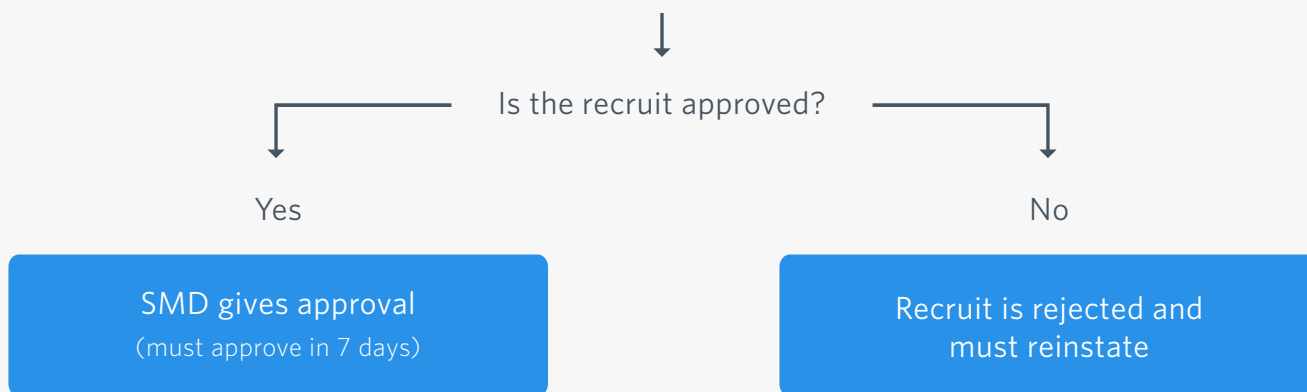 Is the recruit approved?
Yes
No
SMD gives approval
(must approve in 7 days)
Recruit is rejected and
must reinstate